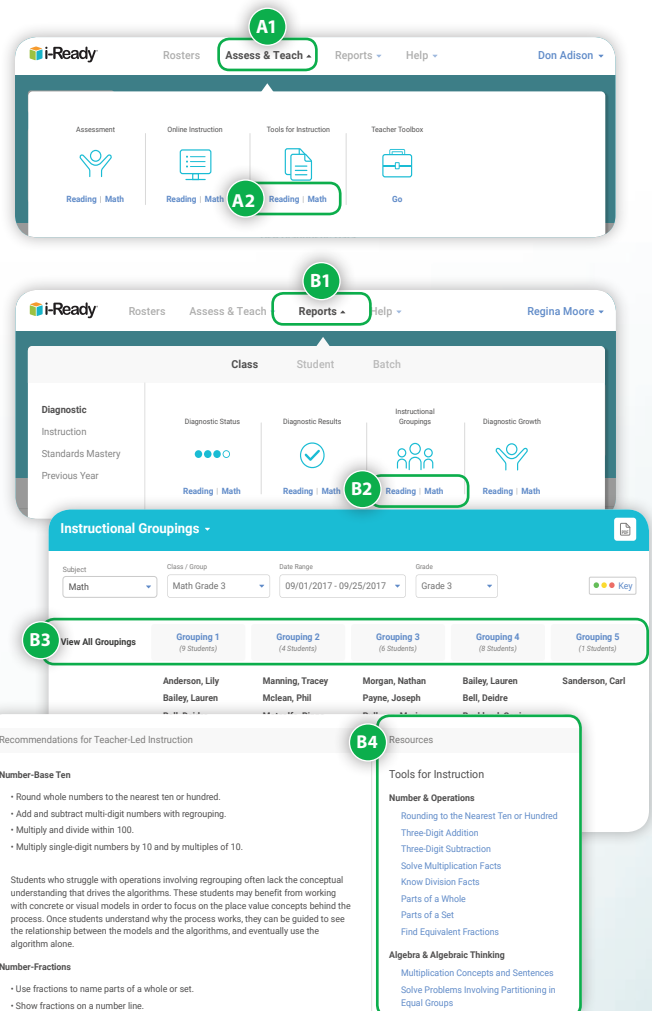 A1
i-Ready
Rosters Assess & Teach Reports Help Don Adison
Assessment Online Instruction Tools for Instruction Teacher Toolbox
Reading | Math Reading | Math A2 Reading | Math Go
B1
i-Ready
Rosters Assess & Teach Reports Help Regina Moore
Class Student Batch
Diagnostic
Instruction
Standards Mastery
Previous Year
Diagnostic Status Diagnostic Results Instructional Groupings Diagnostic Growth
Reading | Math Reading | Math B2 Reading | Math Reading | Math
Instructional Groupings
Subject Class / Group Date Range Grade
Math Math Grade 3 09/01/2017 - 09/25/2017 Grade 3 Key
B3 View All Groupings Grouping 1 Grouping 2 Grouping 3 Grouping 4 Grouping 5
(9 Students) (4 Students) (6 Students) (8 Students) (1 Students)
Anderson, Lily Manning, Tracey Morgan, Nathan Bailey, Lauren Sanderson, Carl
Bailey, Lauren Mclean, Phil Payne, Joseph Bell, Deidre
Recommendations for Teacher-Led Instruction
Number-Base Ten
• Round whole numbers to the nearest ten or hundred.
• Add and subtract multi-digit numbers with regrouping.
• Multiply and divide within 100.
• Multiply single-digit numbers by 10 and by multiples of 10.
Students who struggle with operations involving regrouping often lack the conceptual
understanding that drives the algorithms. These students may benefit from working
with concrete or visual models in order to focus on the place value concepts behind the
process. Once students understand why the process works, they can be guided to see
the relationship between the models and the algorithms, and eventually use the
algorithm alone.
Number-Fractions
• Use fractions to name parts of a whole or set.
• Show fractions on a number line.
B4 Resources
Tools for Instruction
Number & Operations
Rounding to the Nearest Ten or Hundred
Three-Digit Addition
Three-Digit Subtraction
Solve Multiplication Facts
Know Division Facts
Parts of a Whole
Parts of a Set
Find Equivalent Fractions
Algebra & Algebraic Thinking
Multiplication Concepts and Sentences
Solve Problems Involving Partitioning in
Equal Groups